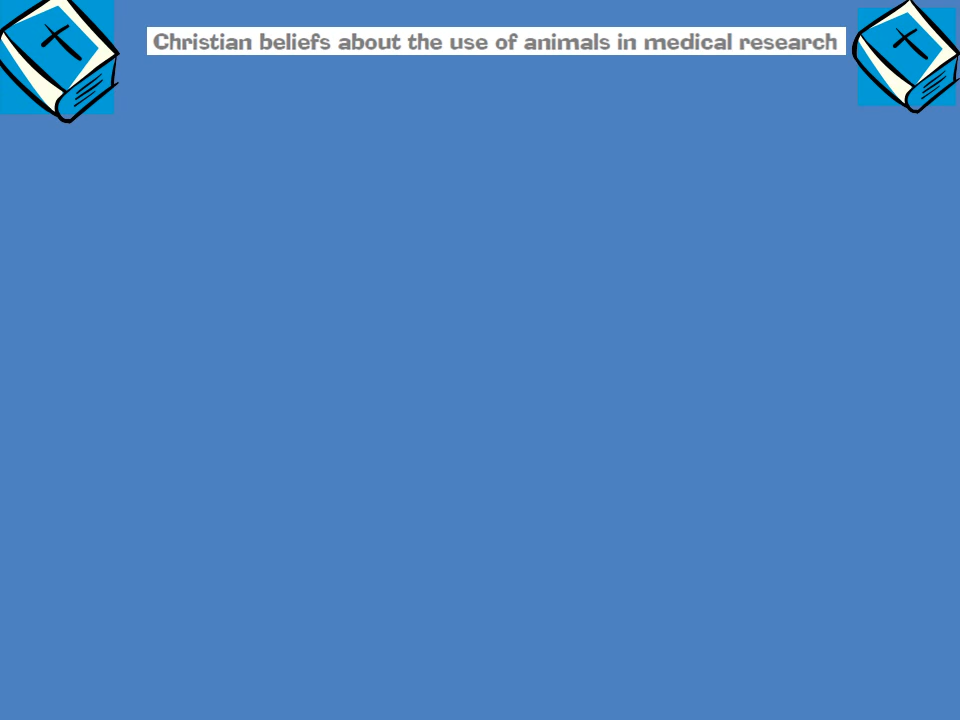 Christian beliefs about the use of animals in medical research